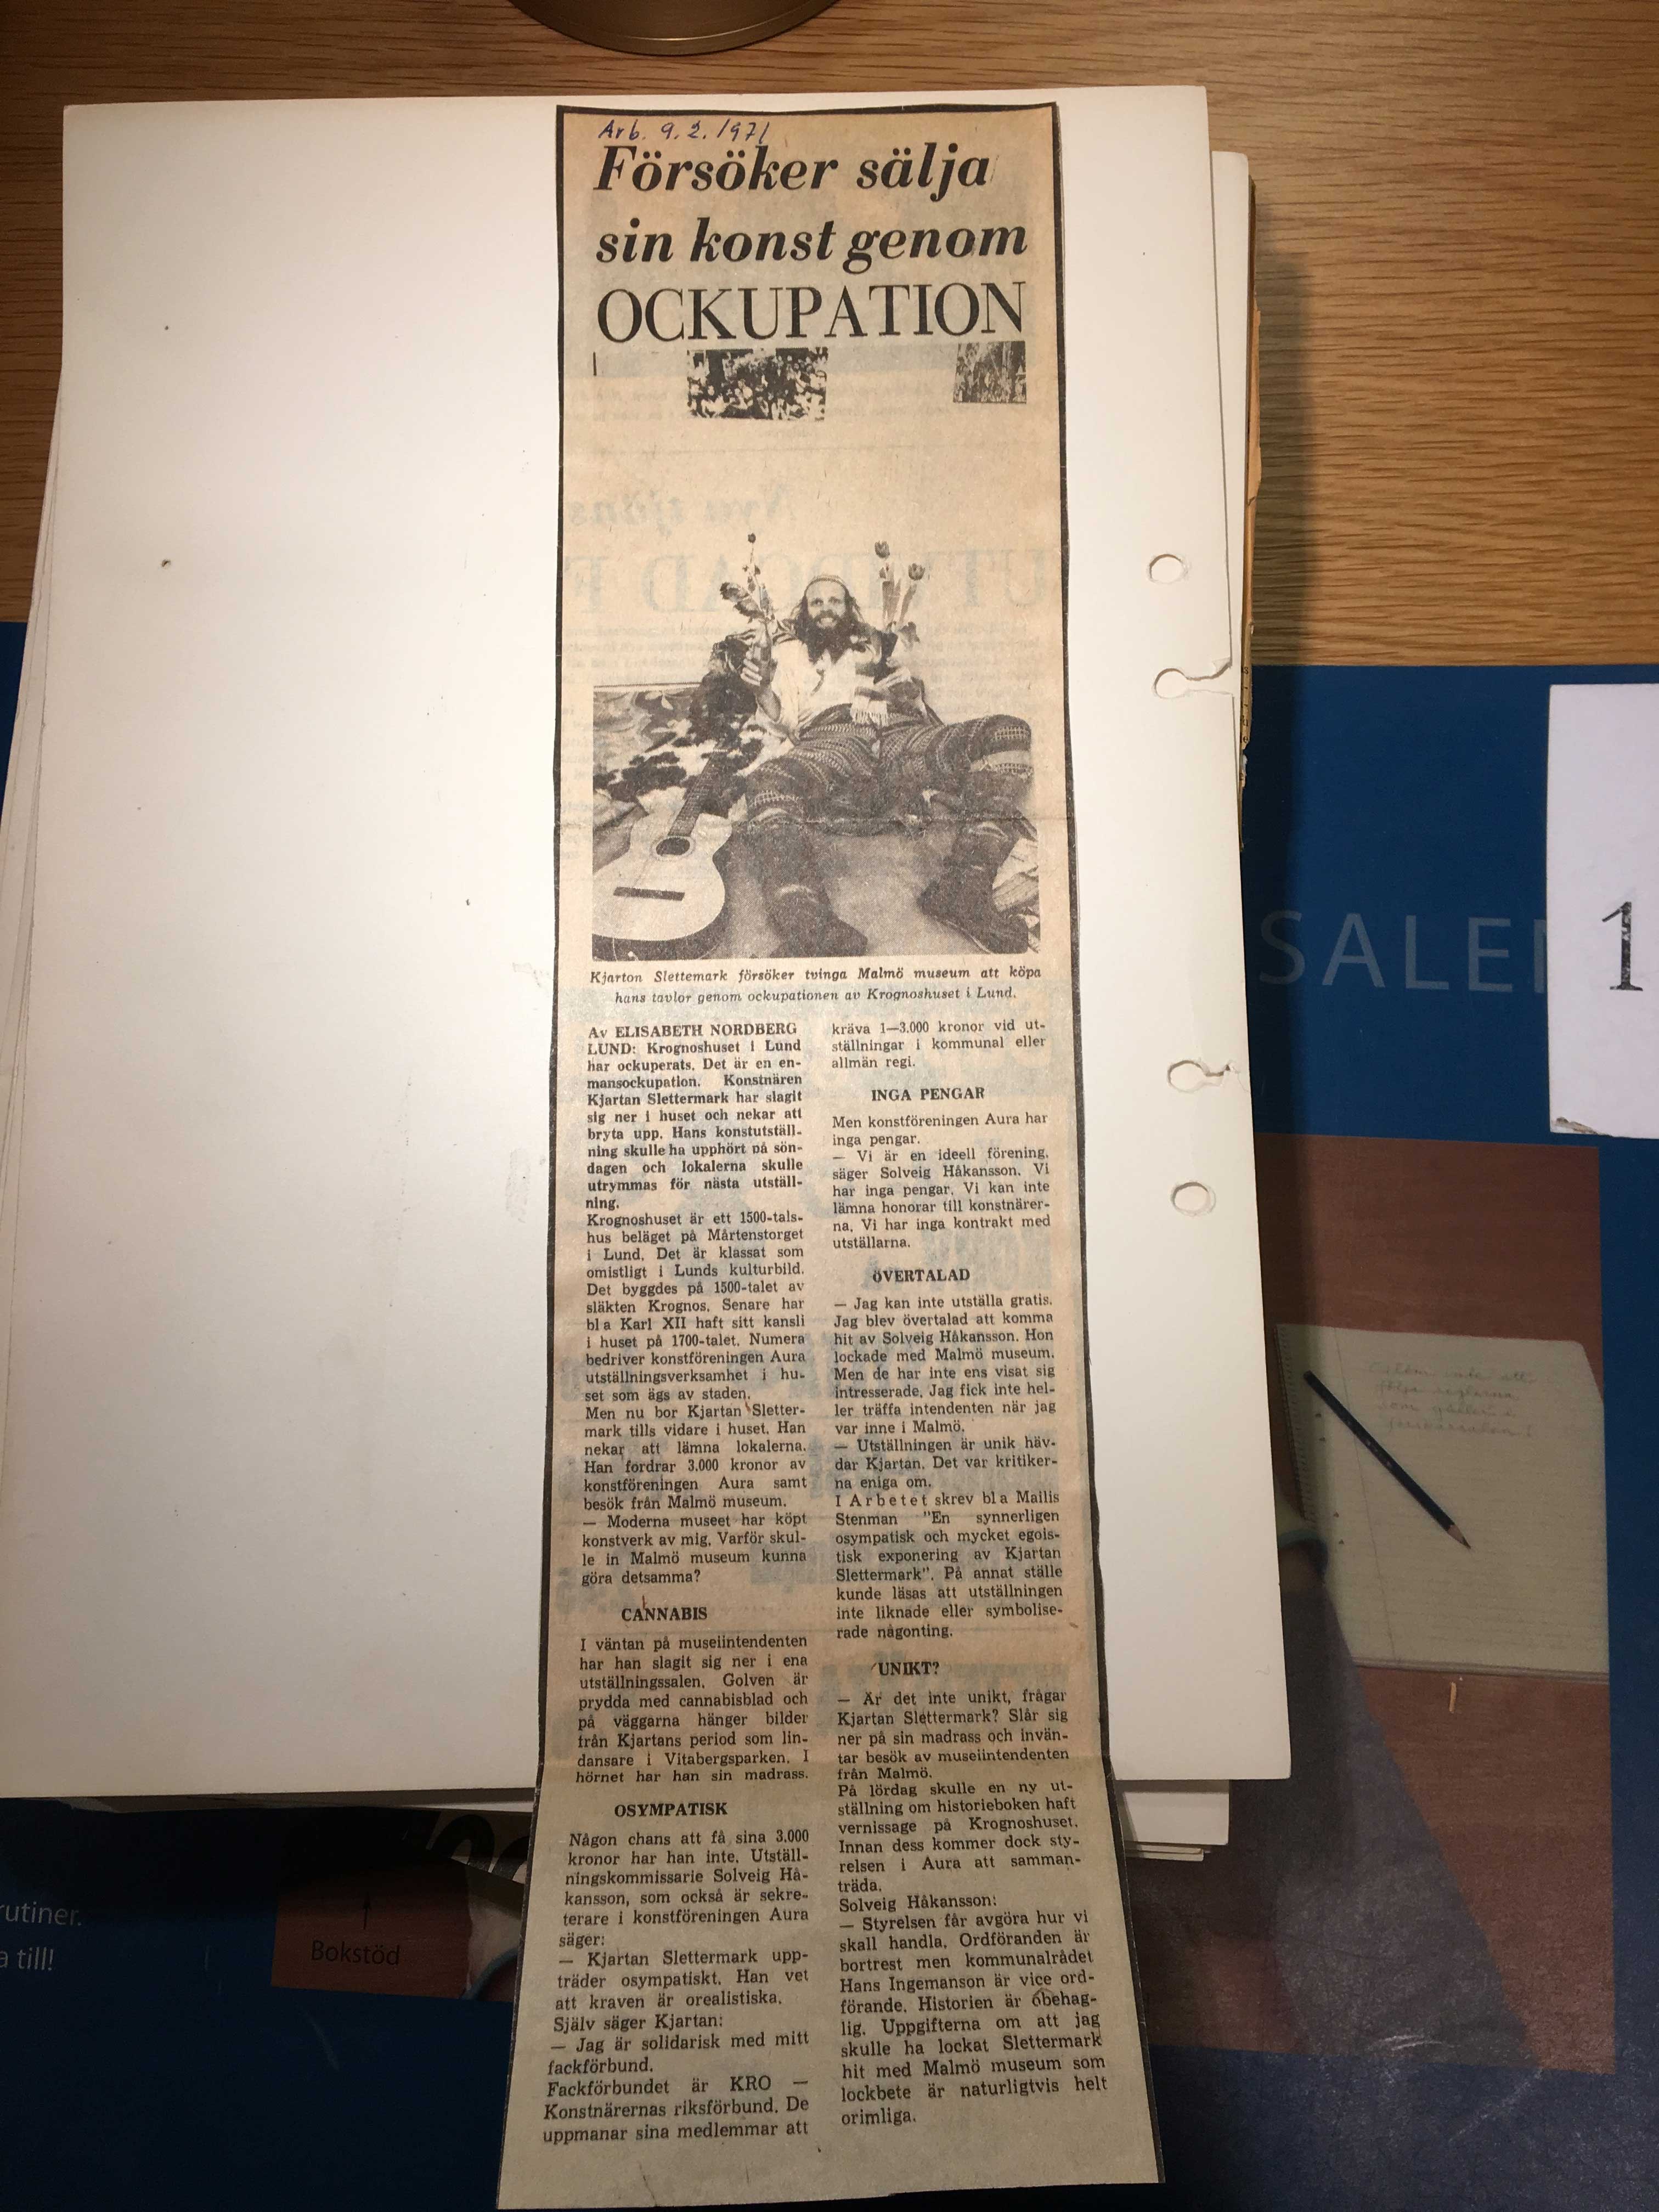 Arb. 9.2.1971
Försöker sälja
sin konst genom
OCKUPATION
Kjarton Slettemark försöker tvinga Malmö museum att köpa
hans tavlor genom ockupationen av Krognoshuset i Lund.
Av ELISABETH NORDBERG
LUND: Krognoshuset i Lund
har ockuperats. Det är en en-
mansockupation. Konstnären
Kjartan Slettermark har slagit
sig ner i huset och nekar att
bryta upp. Hans konstutställ-
ning skulle ha upphört på sön-
dagen och lokalerna skulle
utrymmas för nästa utställ-
ning.
Krognoshuset är ett 1500-tals-
hus beläget på Mårtenstorget
i Lund. Det är klassat som
omistligt i Lunds kulturbild.
Det byggdes på 1500-talet av
släkten Krognos. Senare har
bl a Karl XII haft sitt kansli
i huset på 1700-talet. Numera
bedriver konstföreningen Aura
utställningsverksamhet i hu-
set som ägs av staden.
Men nu bor Kjartan Sletter-
mark tills vidare i huset. Han
nekar att lämna lokalerna.
Han fordrar 3.000 kronor av
konstföreningen Aura samt
besök från Malmö museum.
— Moderna museet har köpt
konstverk av mig. Varför skul-
le in Malmö museum kunna
göra detsamma?
CANNABIS
I väntan på museiintendenten
har han slagit sig ner i ena
utställningssalen. Golven är
prydda med cannabisblad och
på väggarna hänger bilder
från Kjartans period som lin-
dansare i Vitabergsparken. I
hörnet har han sin madrass.
OSYMPATISK
Någon chans att få sina 3.000
kronor har han inte. Utställ-
ningskommissarie Solveig Hå-
kansson, som också är sekre-
terare i konstföreningen Aura
säger:
— Kjartan Slettermark upp-
träder osympatiskt. Han vet
att kraven är orealistiska.
Själv säger Kjartan:
— Jag är solidarisk med mitt
fackförbund.
Fackförbundet är KRO —
Konstnärernas riksförbund. De
uppmanar sina medlemmar att
kräva 1—3.000 kronor vid ut-
ställningar i kommunal eller
allmän regi.
INGA PENGAR
Men konstföreningen Aura har
inga pengar.
— Vi är en ideell förening,
säger Solveig Håkansson. Vi
har inga pengar. Vi kan inte
lämna honorar till konstnärer-
na. Vi har inga kontrakt med
utställarna.
ÖVERTALAD
— Jag kan inte utställa gratis.
Jag blev övertalad att komma
hit av Solveig Håkansson. Hon
lockade med Malmö museum.
Men de har inte ens visat sig
intresserade. Jag fick inte hel-
ler träffa intendenten när jag
var inne i Malmö.
— Utställningen är unik häv-
dar Kjartan. Det var kritiker-
na eniga om.
I Arbetet skrev bl a Mailis
Stenman "En synnerligen
osympatisk och mycket egois-
tisk exponering av Kjartan
Slettermark". På annat ställe
kunde läsas att utställningen
inte liknade eller symbolise-
rade någonting.
UNIKT?
— Är det inte unikt, frågar
Kjartan Slettermark? Slår sig
ner på sin madrass och invän-
tar besök av museiintendenten
från Malmö.
På lördag skulle en ny ut-
ställning om historieboken haft
vernissage på Krognoshuset.
Innan dess kommer dock sty-
relsen i Aura att samman-
träda.
Solveig Håkansson:
— Styrelsen får avgöra hur vi
skall handla. Ordföranden är
bortrest men kommunalrådet
Hans Ingemanson är vice ord-
förande. Historien är obehag-
lig. Uppgifterna om att jag
skulle ha lockat Slettermark
hit med Malmö museum som
lockbete är naturligtvis helt
orimliga.
SALEN
1
rutiner.
a till!
Bokstöd